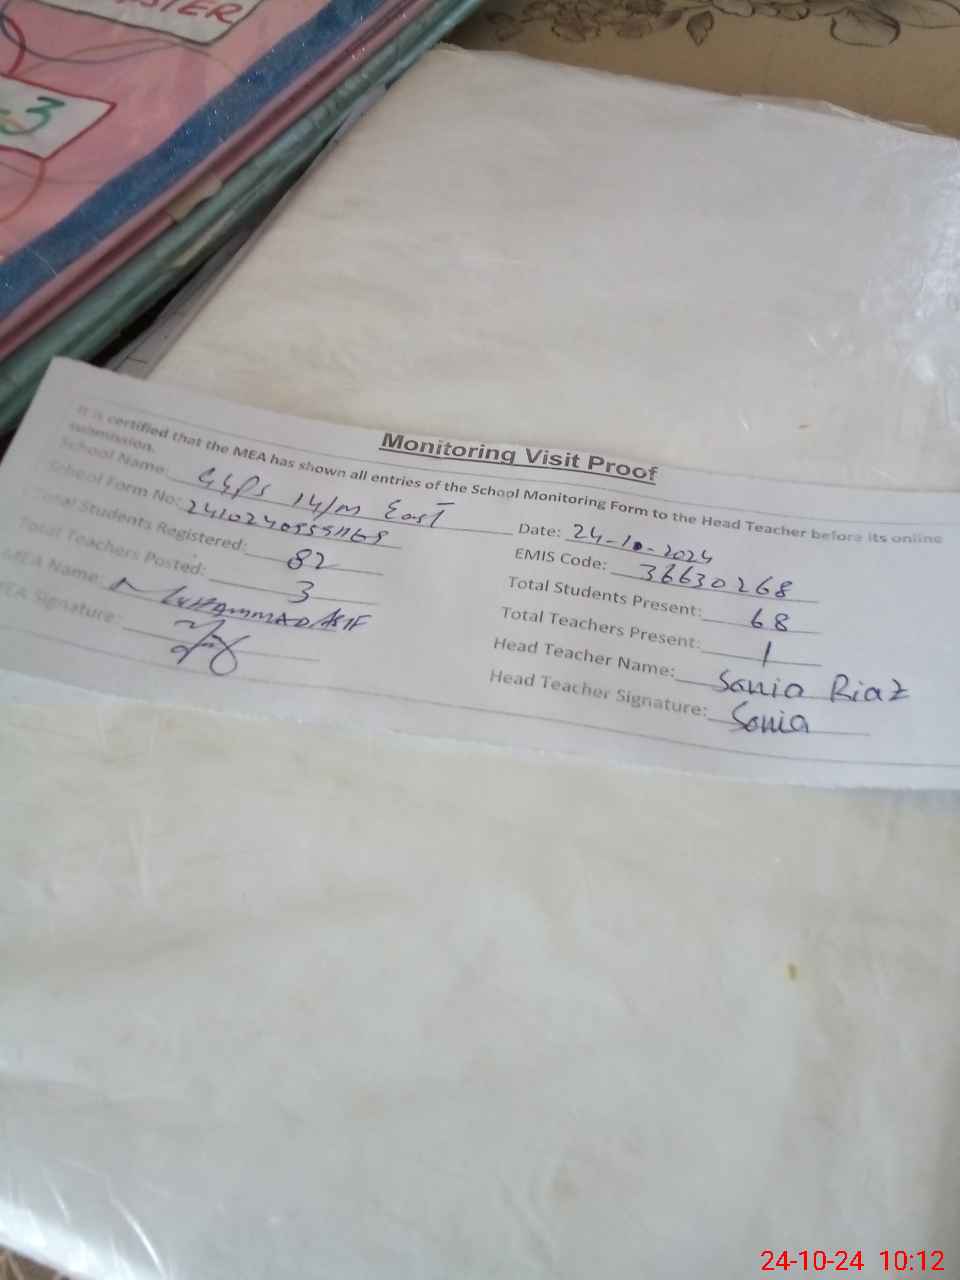 -3
Monitoring Visit Proof
It is certified that the MEA has shown all entries of the School Monitoring Form to the Head Teacher before its online
submission.
School Name: GGPS 14/M East
Date: 24-10-2024
School Form No:
EMIS Code: 36630268
Total Students Registered: 82
Total Students Present: 68
Total Teachers Posted: 3
Total Teachers Present: 1
MEA Name: Muhammad Asif
Head Teacher Name: Sania Riaz
MEA Signature:
Head Teacher Signature: Sonia
24-10-24 10:12